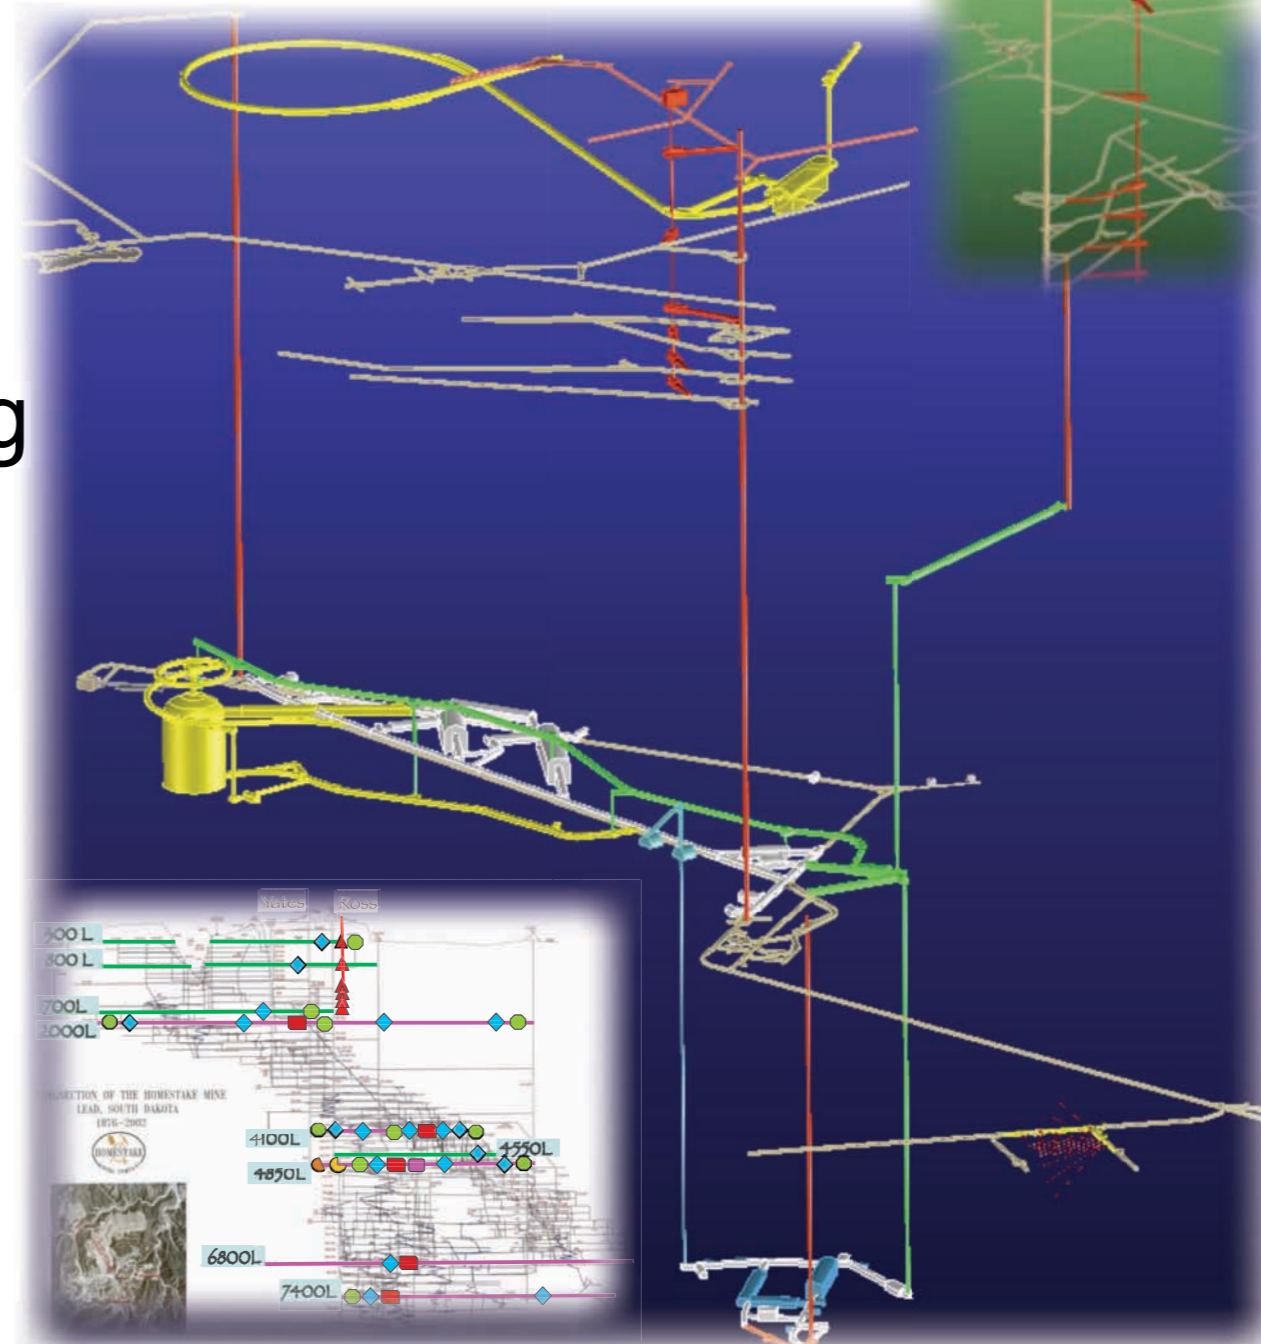 g
Yates
Ross
300L
800L
700L
2000L
SECTION OF THE HOMESTAKE MINE
LEAD, SOUTH DAKOTA
1876-2002
HOMESTAKE
4100L
4550L
4850L
6800L
7400L